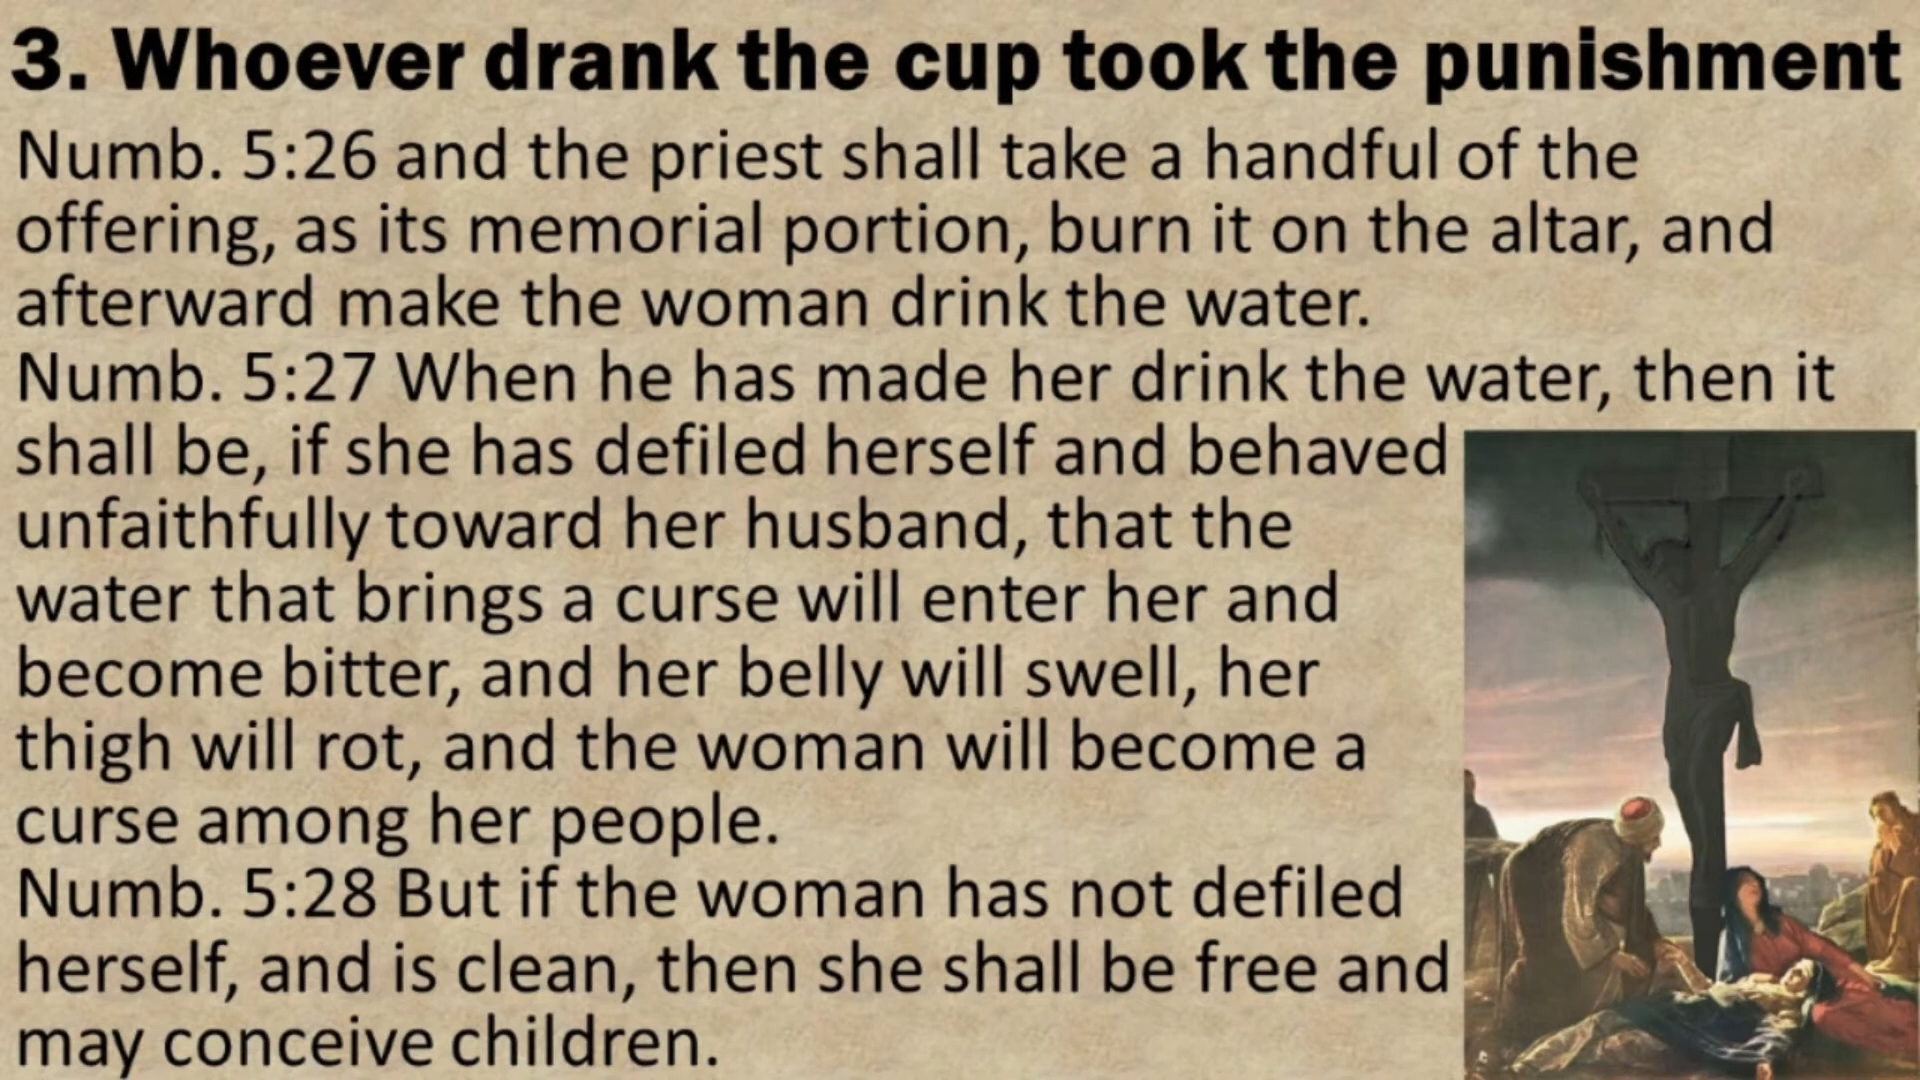 3. Whoever drank the cup took the punishment
Numb. 5:26 and the priest shall take a handful of the
offering, as its memorial portion, burn it on the altar, and
afterward make the woman drink the water.
Numb. 5:27 When he has made her drink the water, then it
shall be, if she has defiled herself and behaved
unfaithfully toward her husband, that the
water that brings a curse will enter her and
become bitter, and her belly will swell, her
thigh will rot, and the woman will become a
curse among her people.
Numb. 5:28 But if the woman has not defiled
herself, and is clean, then she shall be free and
may conceive children.